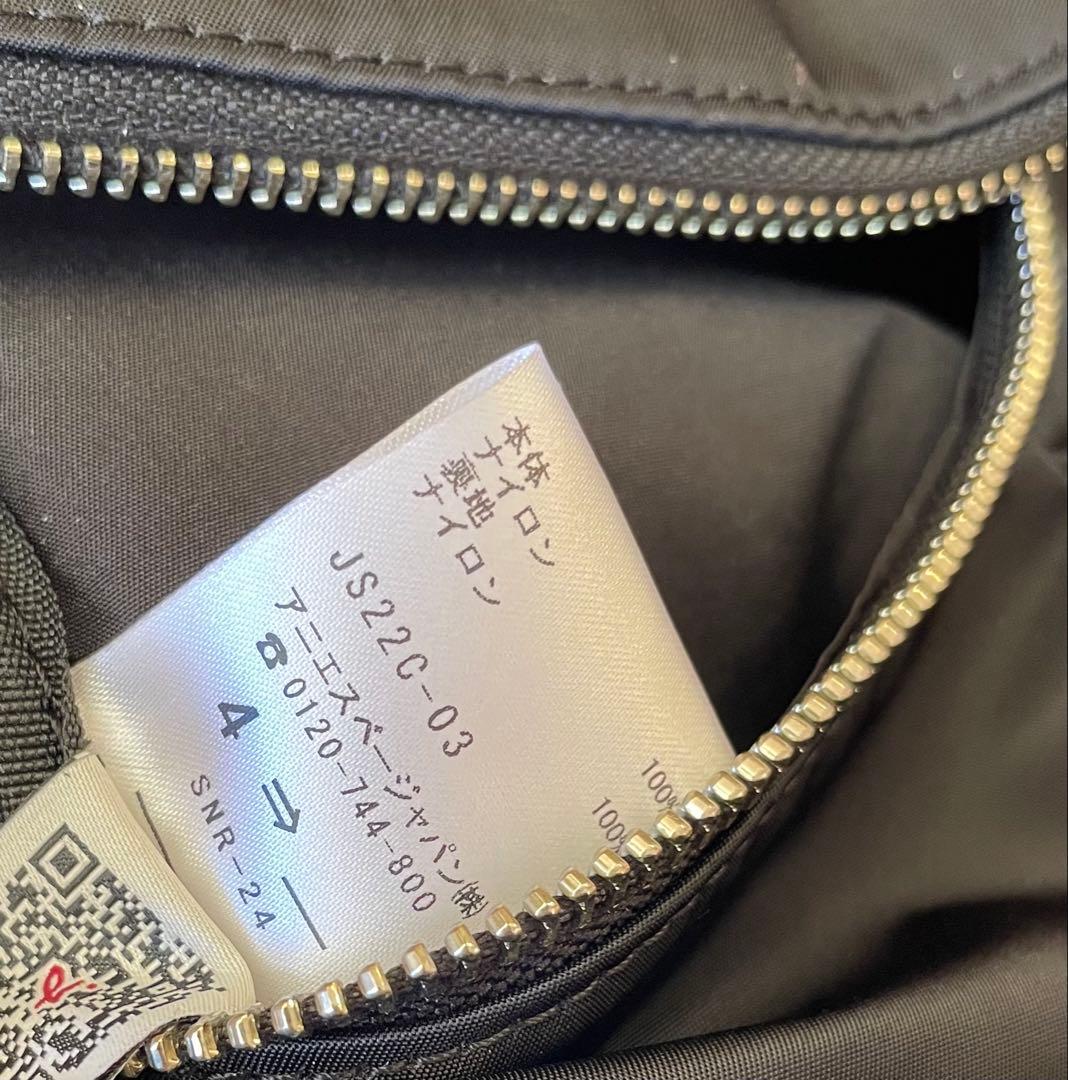 本体
ナイロン 100%
裏地
ナイロン 100%
JS22C-03
アニエスベージャパン㈱
☎0120-744-800
4 ⇒
SNR-24